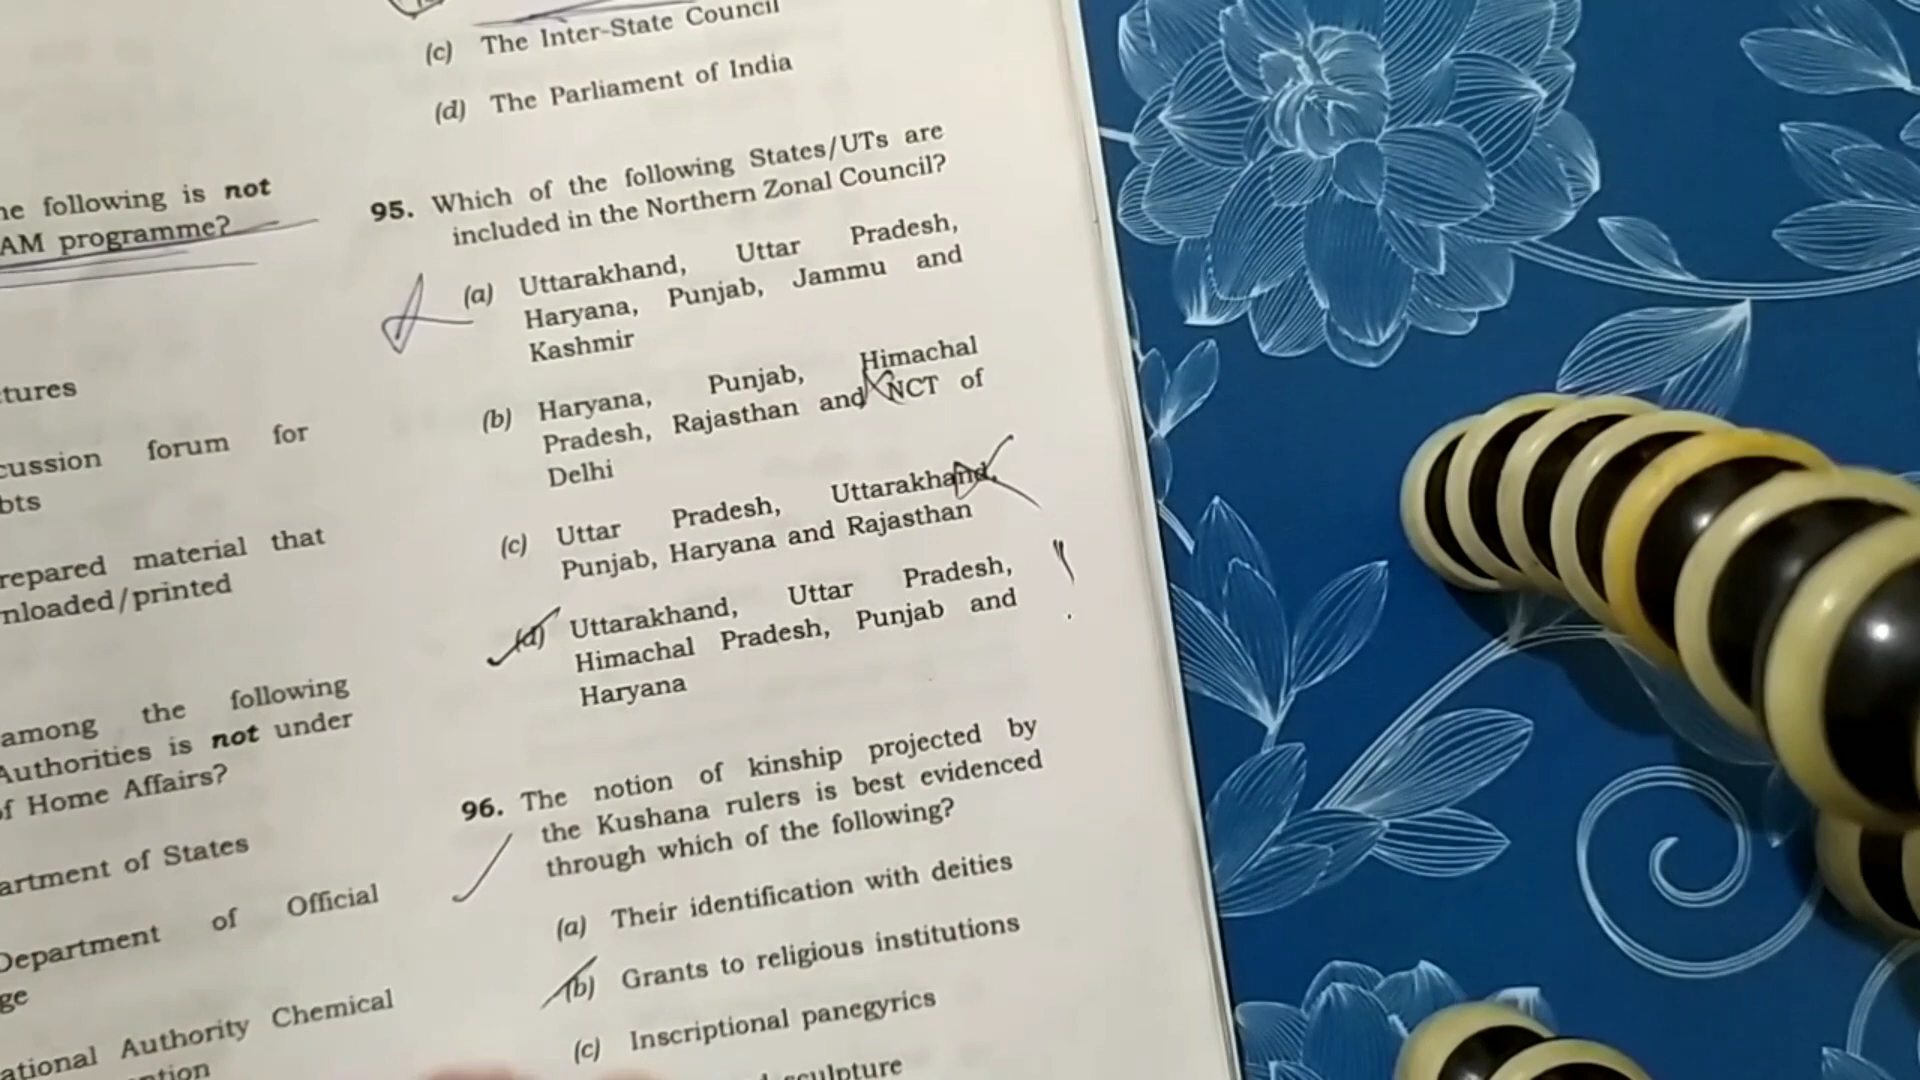 he following is not
AM programme?
tures
cussion forum for
bts
repared material that
nloaded/printed
among the following
Authorities is not under
of Home Affairs?
artment of States
Department of Official
ge
ational Authority Chemical
ntion
(c) The Inter-State Council
(d) The Parliament of India
95. Which of the following States/UTs are
included in the Northern Zonal Council?
(a) Uttarakhand, Uttar Pradesh,
Haryana, Punjab, Jammu and
Kashmir
(b) Haryana, Punjab, Himachal
Pradesh, Rajasthan and NCT of
Delhi
(c) Uttar Pradesh, Uttarakhand,
Punjab, Haryana and Rajasthan
(d) Uttarakhand, Uttar Pradesh,
Himachal Pradesh, Punjab and
Haryana
96. The notion of kinship projected by
the Kushana rulers is best evidenced
through which of the following?
(a) Their identification with deities
(b) Grants to religious institutions
(c) Inscriptional panegyrics
sculpture